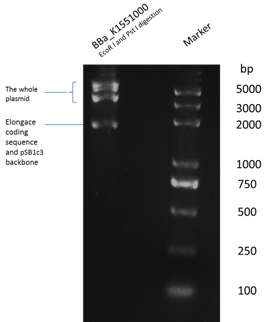 BBa_K1551000
EcoR I and Pst I digestion
Marker
bp
The whole
plasmid
Elongace
coding
sequence
and pSB1c3
backbone
5000
3000
2000
1000
750
500
250
100